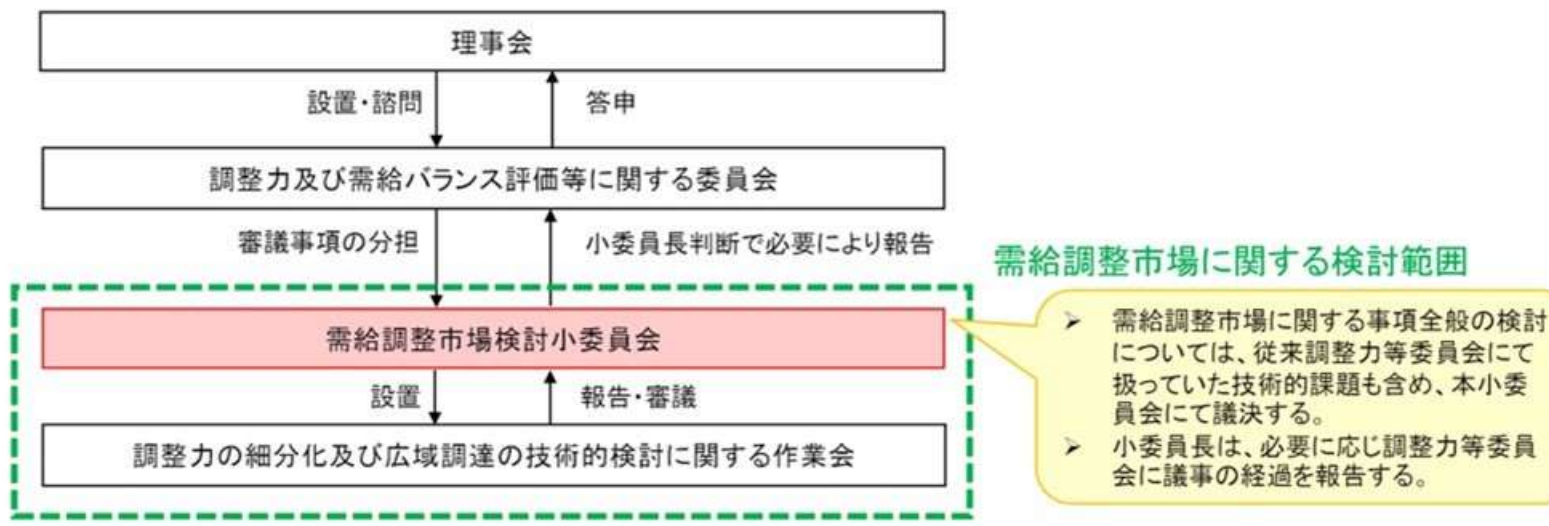 理事会
設置・諮問
答申
調整力及び需給バランス評価等に関する委員会
審議事項の分担
小委員長判断で必要により報告
需給調整市場に関する検討範囲
需給調整市場検討小委員会
設置
報告・審議
調整力の細分化及び広域調達の技術的検討に関する作業会
➢ 需給調整市場に関する事項全般の検討
については、従来調整力等委員会にて
扱っていた技術的課題も含め、本小委
員会にて議決する。
➢ 小委員長は、必要に応じ調整力等委員
会に議事の経過を報告する。